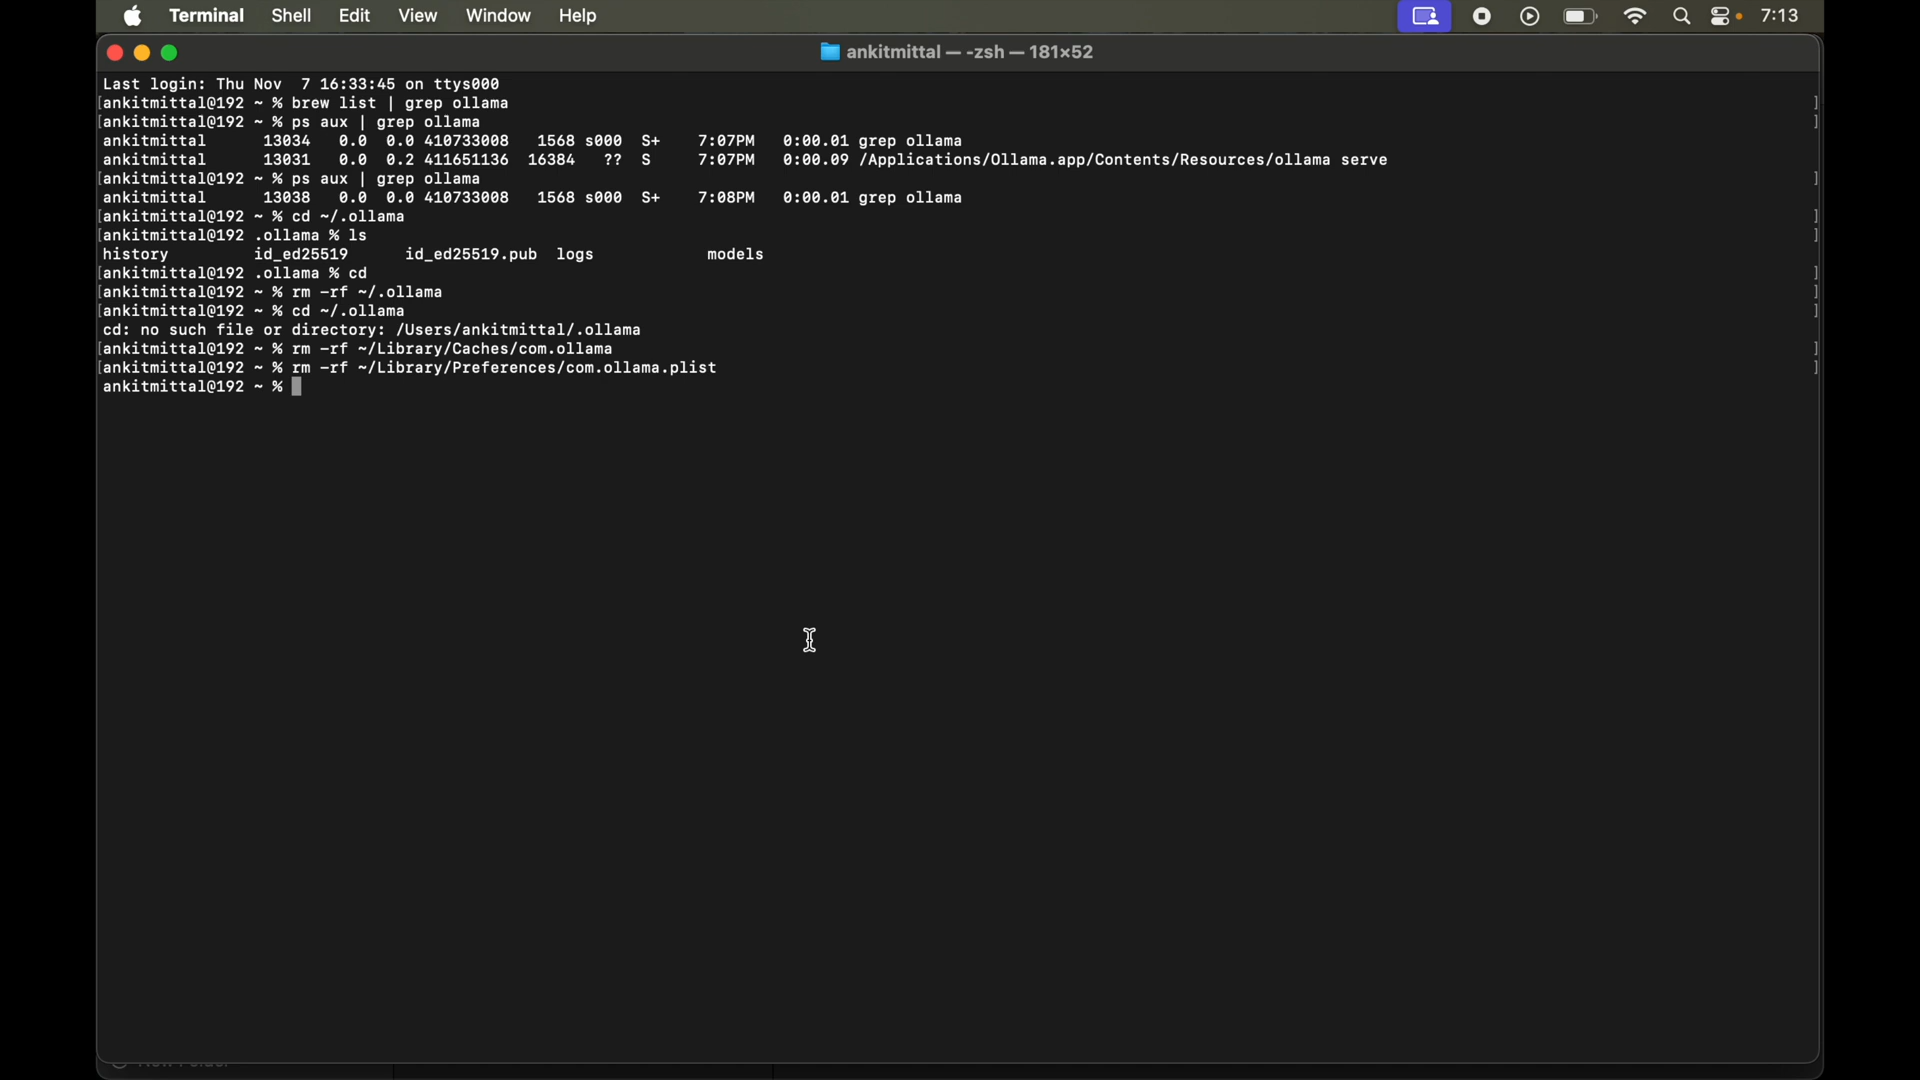 Terminal Shell Edit View Window Help 7:13
ankitmittal — -zsh — 181×52
Last login: Thu Nov  7 16:33:45 on ttys000
[ankitmittal@192 ~ % brew list | grep ollama ]
[ankitmittal@192 ~ % ps aux | grep ollama ]
ankitmittal      13034   0.0  0.0 410733008   1568 s000  S+    7:07PM   0:00.01 grep ollama
ankitmittal      13031   0.0  0.2 411651136  16384   ??  S     7:07PM   0:00.09 /Applications/Ollama.app/Contents/Resources/ollama serve
[ankitmittal@192 ~ % ps aux | grep ollama ]
ankitmittal      13038   0.0  0.0 410733008   1568 s000  S+    7:08PM   0:00.01 grep ollama
[ankitmittal@192 ~ % cd ~/.ollama ]
[ankitmittal@192 .ollama % ls ]
history         id_ed25519      id_ed25519.pub  logs            models
[ankitmittal@192 .ollama % cd ]
[ankitmittal@192 ~ % rm -rf ~/.ollama ]
[ankitmittal@192 ~ % cd ~/.ollama ]
cd: no such file or directory: /Users/ankitmittal/.ollama
[ankitmittal@192 ~ % rm -rf ~/Library/Caches/com.ollama ]
[ankitmittal@192 ~ % rm -rf ~/Library/Preferences/com.ollama.plist ]
ankitmittal@192 ~ %